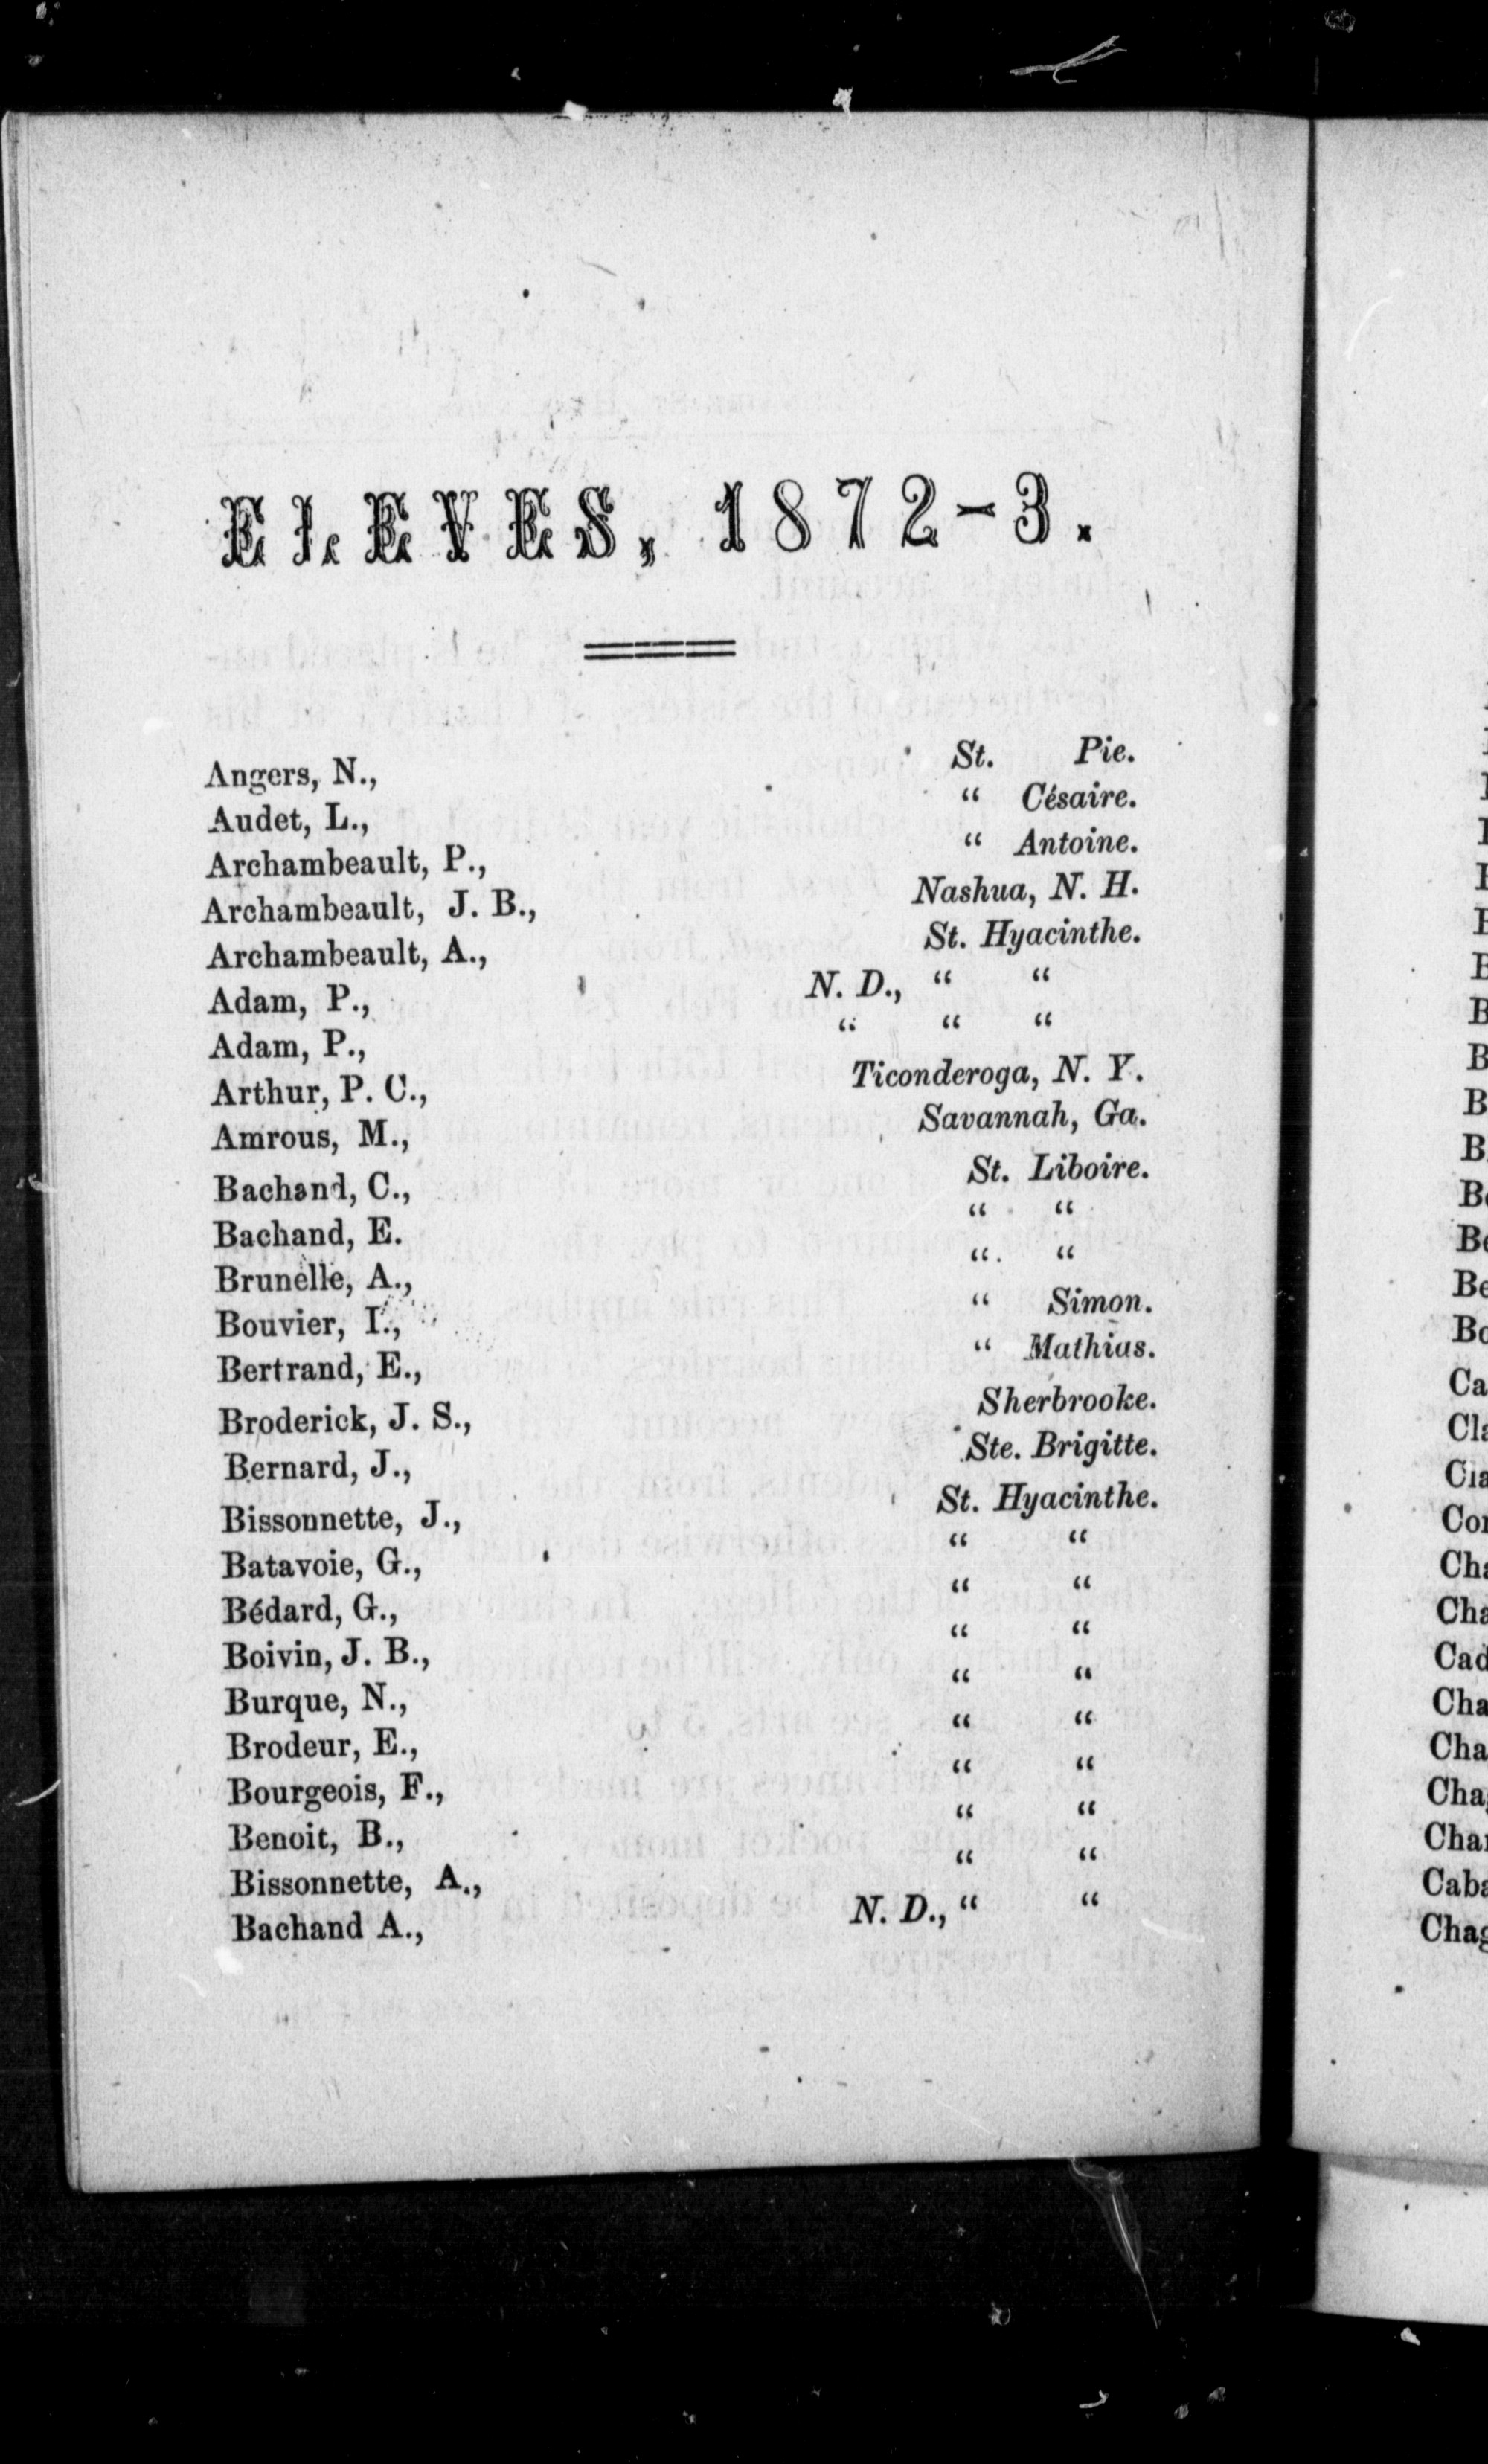 ELEVES, 1872-3.
Angers, N., St. Pie.
Audet, L., “ Césaire.
Archambeault, P., “ Antoine.
Archambeault, J. B., Nashua, N. H.
Archambeault, A., St. Hyacinthe.
Adam, P., N. D., “ “
Adam, P., “ “ “
Arthur, P. C., Ticonderoga, N. Y.
Amrous, M., Savannah, Ga.
Bachand, C., St. Liboire.
Bachand, E. “ “
Brunelle, A., “ “
Bouvier, I., “ Simon.
Bertrand, E., “ Mathias.
Broderick, J. S., Sherbrooke.
Bernard, J., Ste. Brigitte.
Bissonnette, J., St. Hyacinthe.
Batavoie, G., “ “
Bédard, G., “ “
Boivin, J. B., “ “
Burque, N., “ “
Brodeur, E., “ “
Bourgeois, F., “ “
Benoit, B., “ “
Bissonnette, A., “ “
Bachand A., N. D., “ “